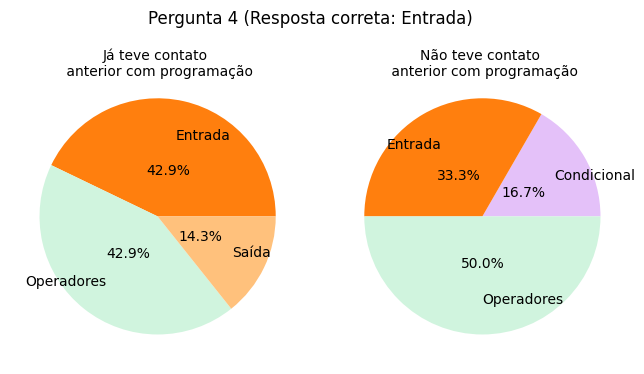 Pergunta 4 (Resposta correta: Entrada)
Já teve contato
anterior com programação
Entrada
42.9%
42.9%
Operadores
14.3%
Saída
Não teve contato
anterior com programação
Entrada
33.3%
Condicional
16.7%
50.0%
Operadores